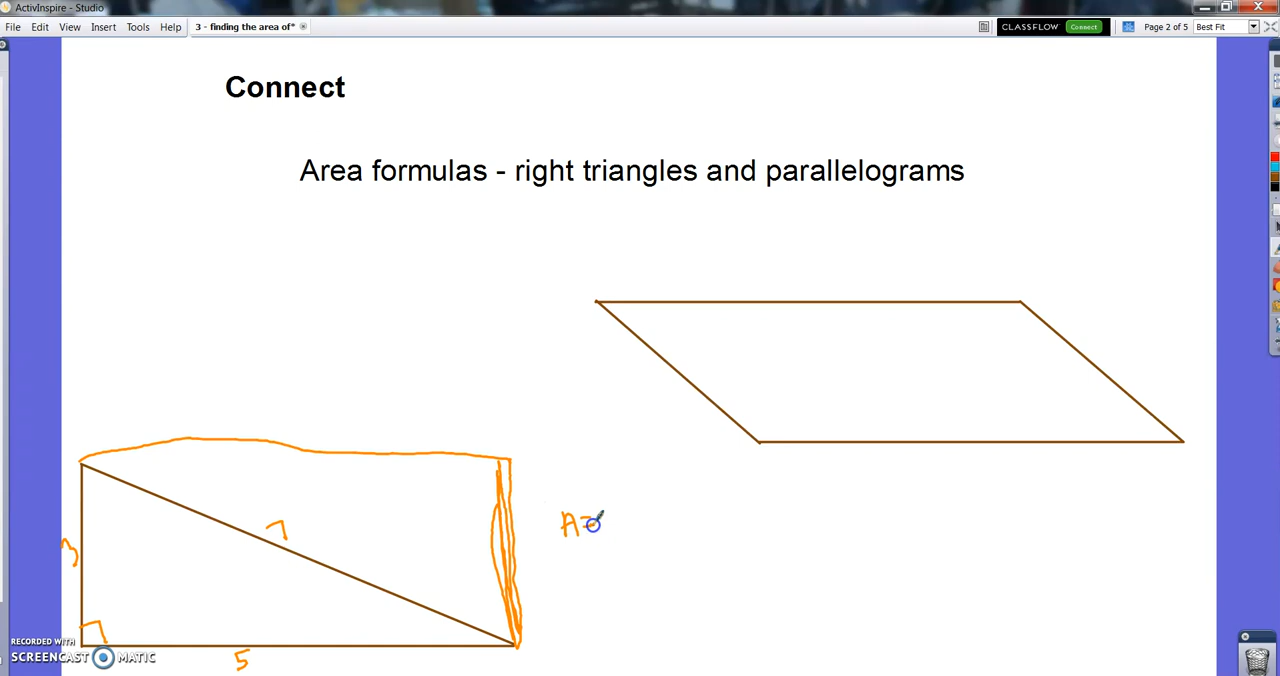 ActivInspire - Studio
File Edit View Insert Tools Help 3 - finding the area of* CLASSFLOW Connect Page 2 of 5 Best Fit
Connect
Area formulas - right triangles and parallelograms
7
A=
3
5
RECORDED WITH
SCREENCAST MATIC